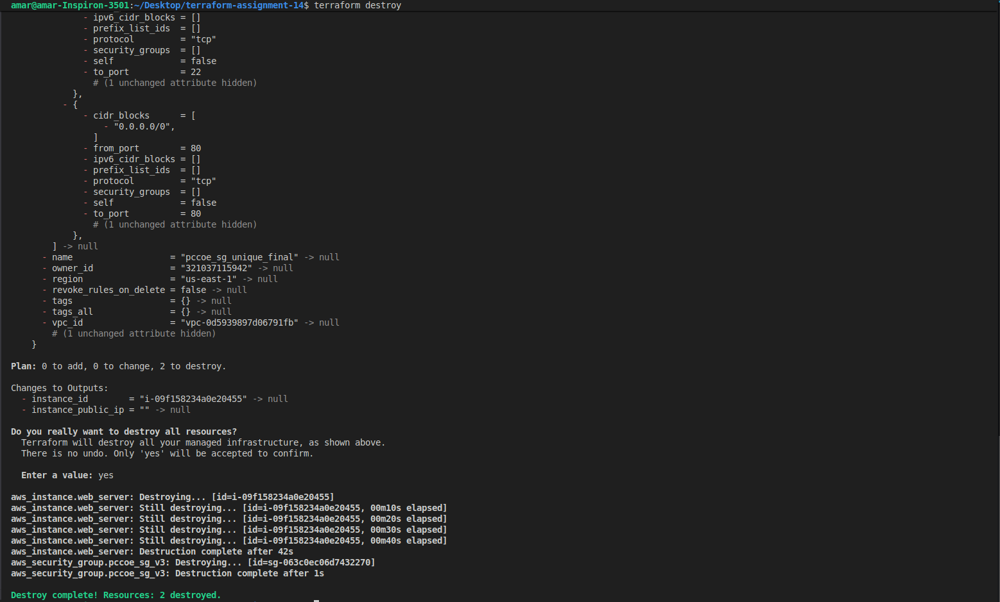 amar@amar-Inspiron-3501:~/Desktop/terraform-assignment-14$ terraform destroy
- ipv6_cidr_blocks = []
- prefix_list_ids  = []
- protocol         = "tcp"
- security_groups  = []
- self             = false
- to_port          = 22
# (1 unchanged attribute hidden)
},
- {
- cidr_blocks      = [
- "0.0.0.0/0",
]
- from_port        = 80
- ipv6_cidr_blocks = []
- prefix_list_ids  = []
- protocol         = "tcp"
- security_groups  = []
- self             = false
- to_port          = 80
# (1 unchanged attribute hidden)
},
] -> null
- name                   = "pccoe_sg_unique_final" -> null
- owner_id               = "321037115942" -> null
- region                 = "us-east-1" -> null
- revoke_rules_on_delete = false -> null
- tags                   = {} -> null
- tags_all               = {} -> null
- vpc_id                 = "vpc-0d5939897d06791fb" -> null
# (1 unchanged attribute hidden)
}
Plan: 0 to add, 0 to change, 2 to destroy.
Changes to Outputs:
- instance_id        = "i-09f158234a0e20455" -> null
- instance_public_ip = "" -> null
Do you really want to destroy all resources?
Terraform will destroy all your managed infrastructure, as shown above.
There is no undo. Only 'yes' will be accepted to confirm.
Enter a value: yes
aws_instance.web_server: Destroying... [id=i-09f158234a0e20455]
aws_instance.web_server: Still destroying... [id=i-09f158234a0e20455, 00m10s elapsed]
aws_instance.web_server: Still destroying... [id=i-09f158234a0e20455, 00m20s elapsed]
aws_instance.web_server: Still destroying... [id=i-09f158234a0e20455, 00m30s elapsed]
aws_instance.web_server: Still destroying... [id=i-09f158234a0e20455, 00m40s elapsed]
aws_instance.web_server: Destruction complete after 42s
aws_security_group.pccoe_sg_v3: Destroying... [id=sg-063c0ec06d7432270]
aws_security_group.pccoe_sg_v3: Destruction complete after 1s
Destroy complete! Resources: 2 destroyed.